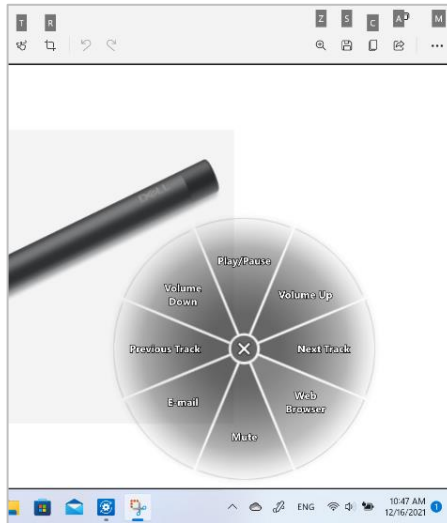 T R Z S C A M
DELL
Play/Pause
Volume
Down
Volume Up
Previous Track
Next Track
E-mail
Web
Browser
Mute
ENG
10:47 AM
12/16/2021
1